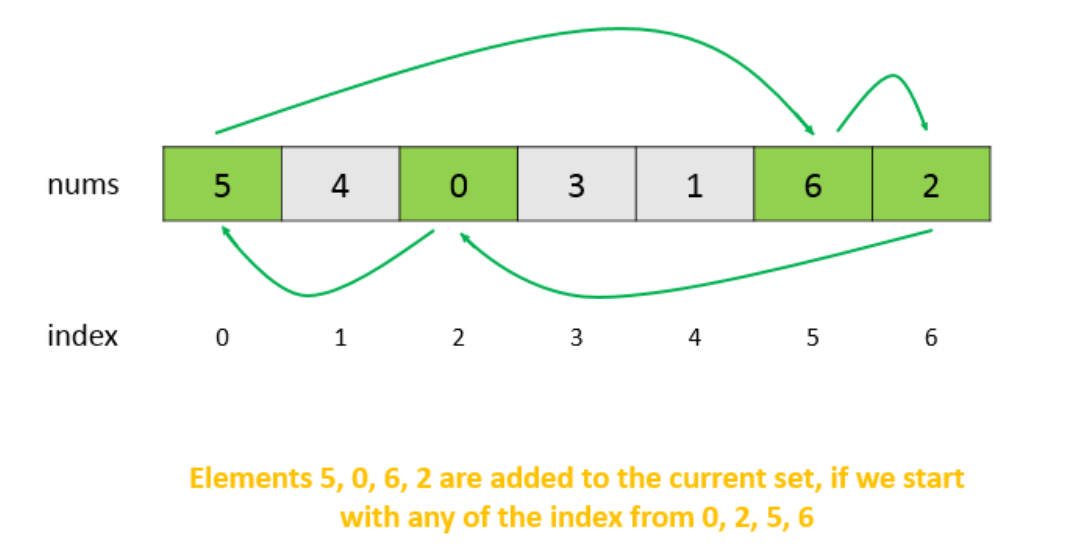 nums 5 4 0 3 1 6 2
index 0 1 2 3 4 5 6
Elements 5, 0, 6, 2 are added to the current set, if we start
with any of the index from 0, 2, 5, 6